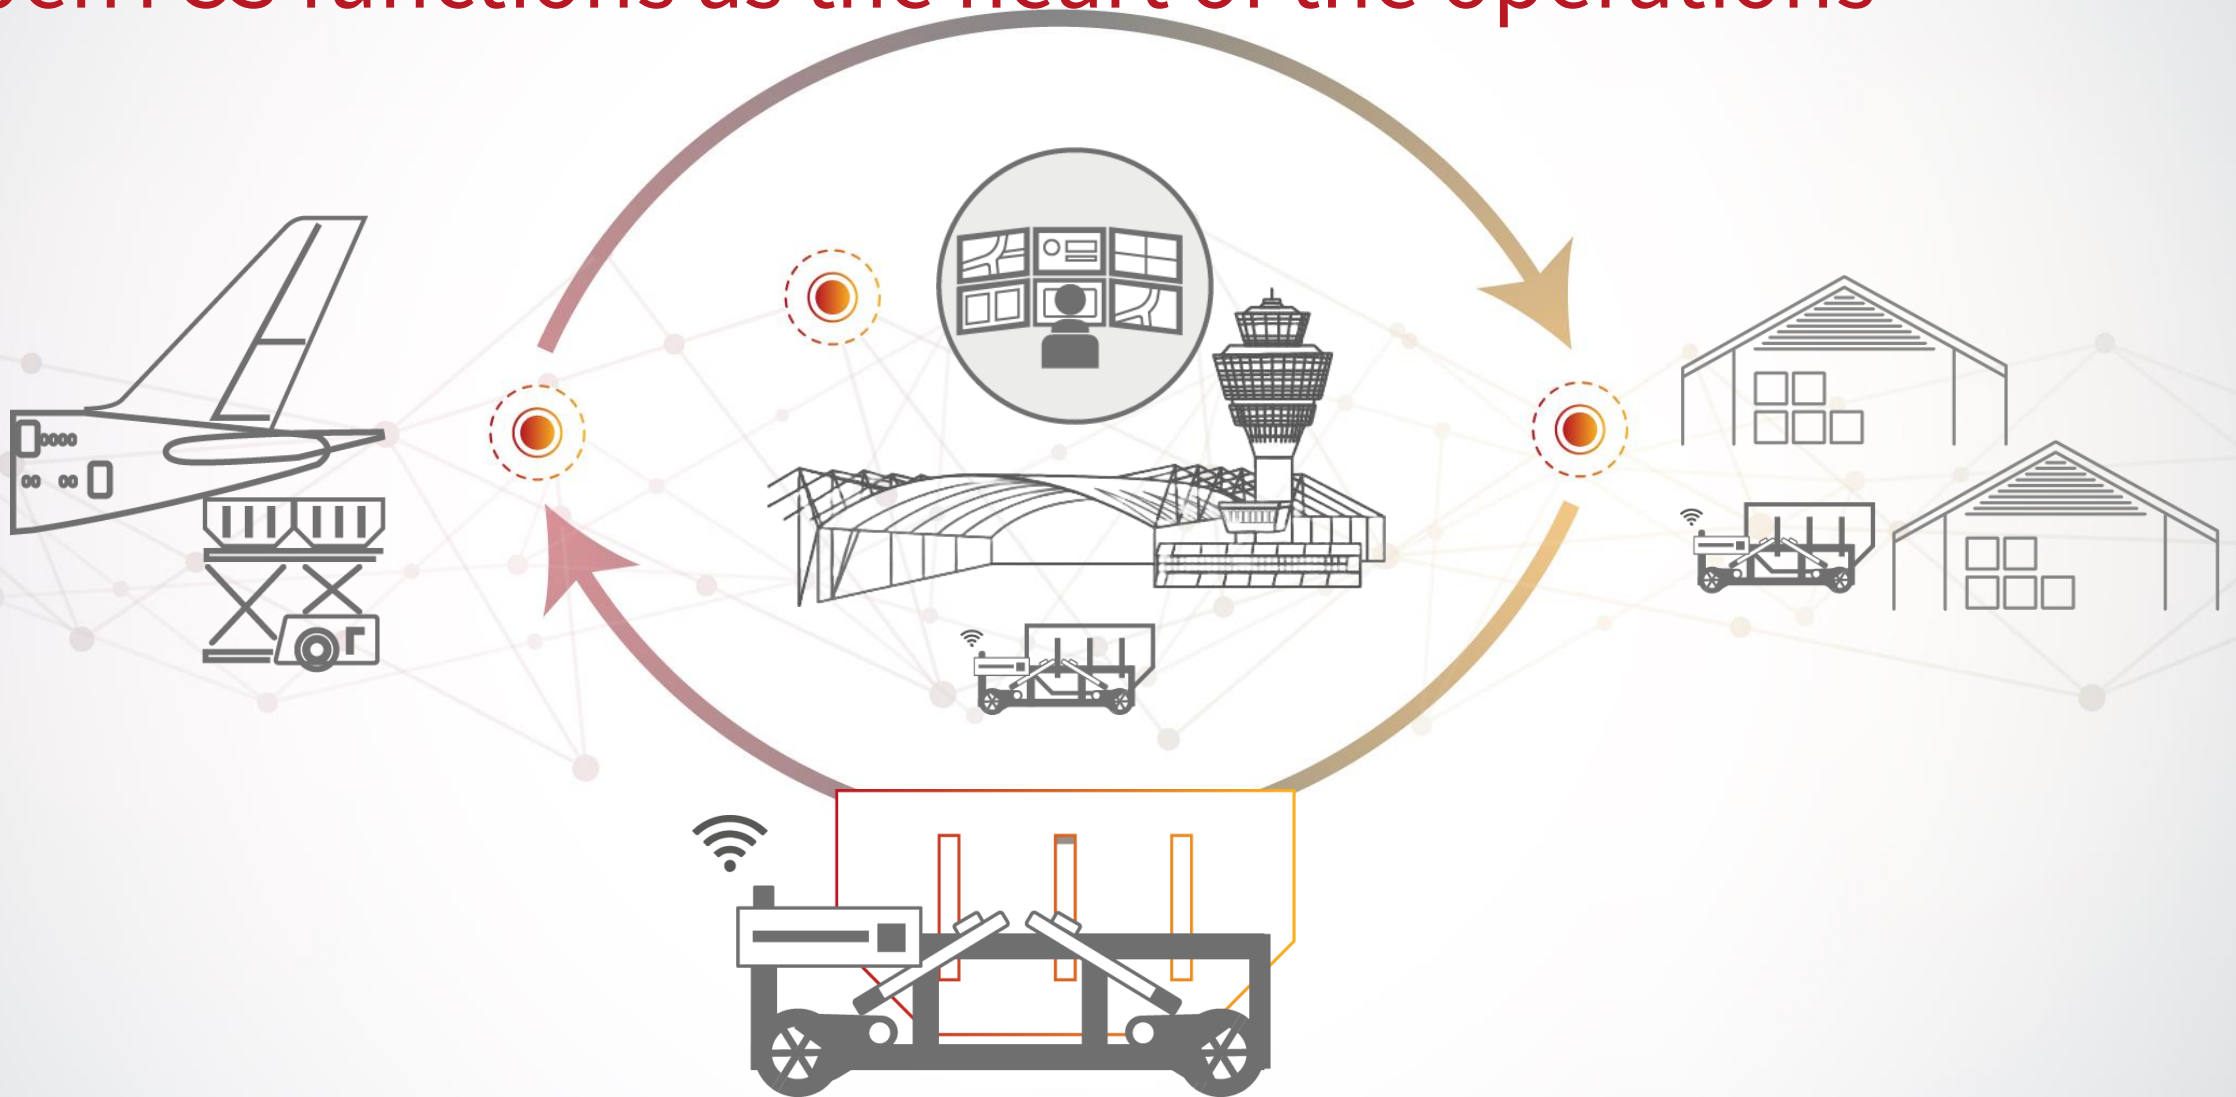 functions as the heart of the operations